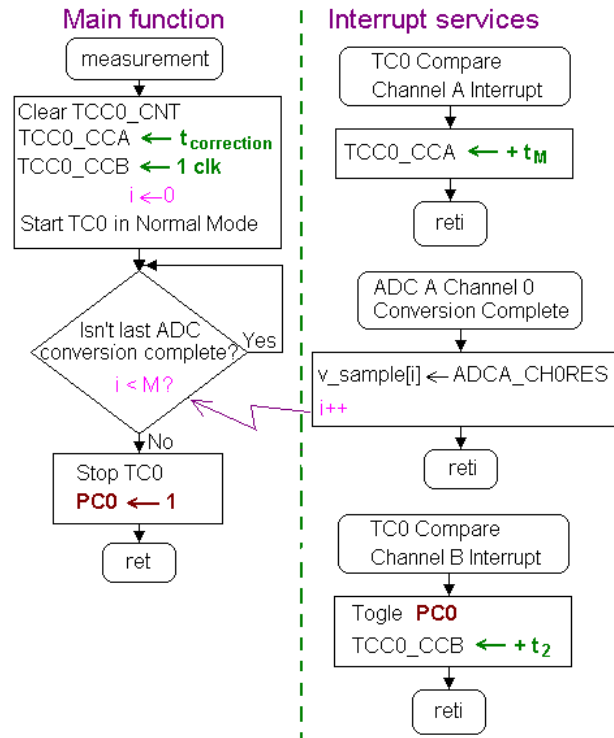 Main function
measurement
Clear TCC0_CNT
TCC0_CCA ← tcorrection
TCC0_CCB ← 1 clk
i ← 0
Start TC0 in Normal Mode
Isn't last ADC
conversion complete?
Yes
i < M?
No
Stop TC0
PC0 ← 1
ret
Interrupt services
TC0 Compare
Channel A Interrupt
TCC0_CCA ← + tM
reti
ADC A Channel 0
Conversion Complete
v_sample[i] ← ADCA_CH0RES
i++
reti
TC0 Compare
Channel B Interrupt
Togle PC0
TCC0_CCB ← + t2
reti